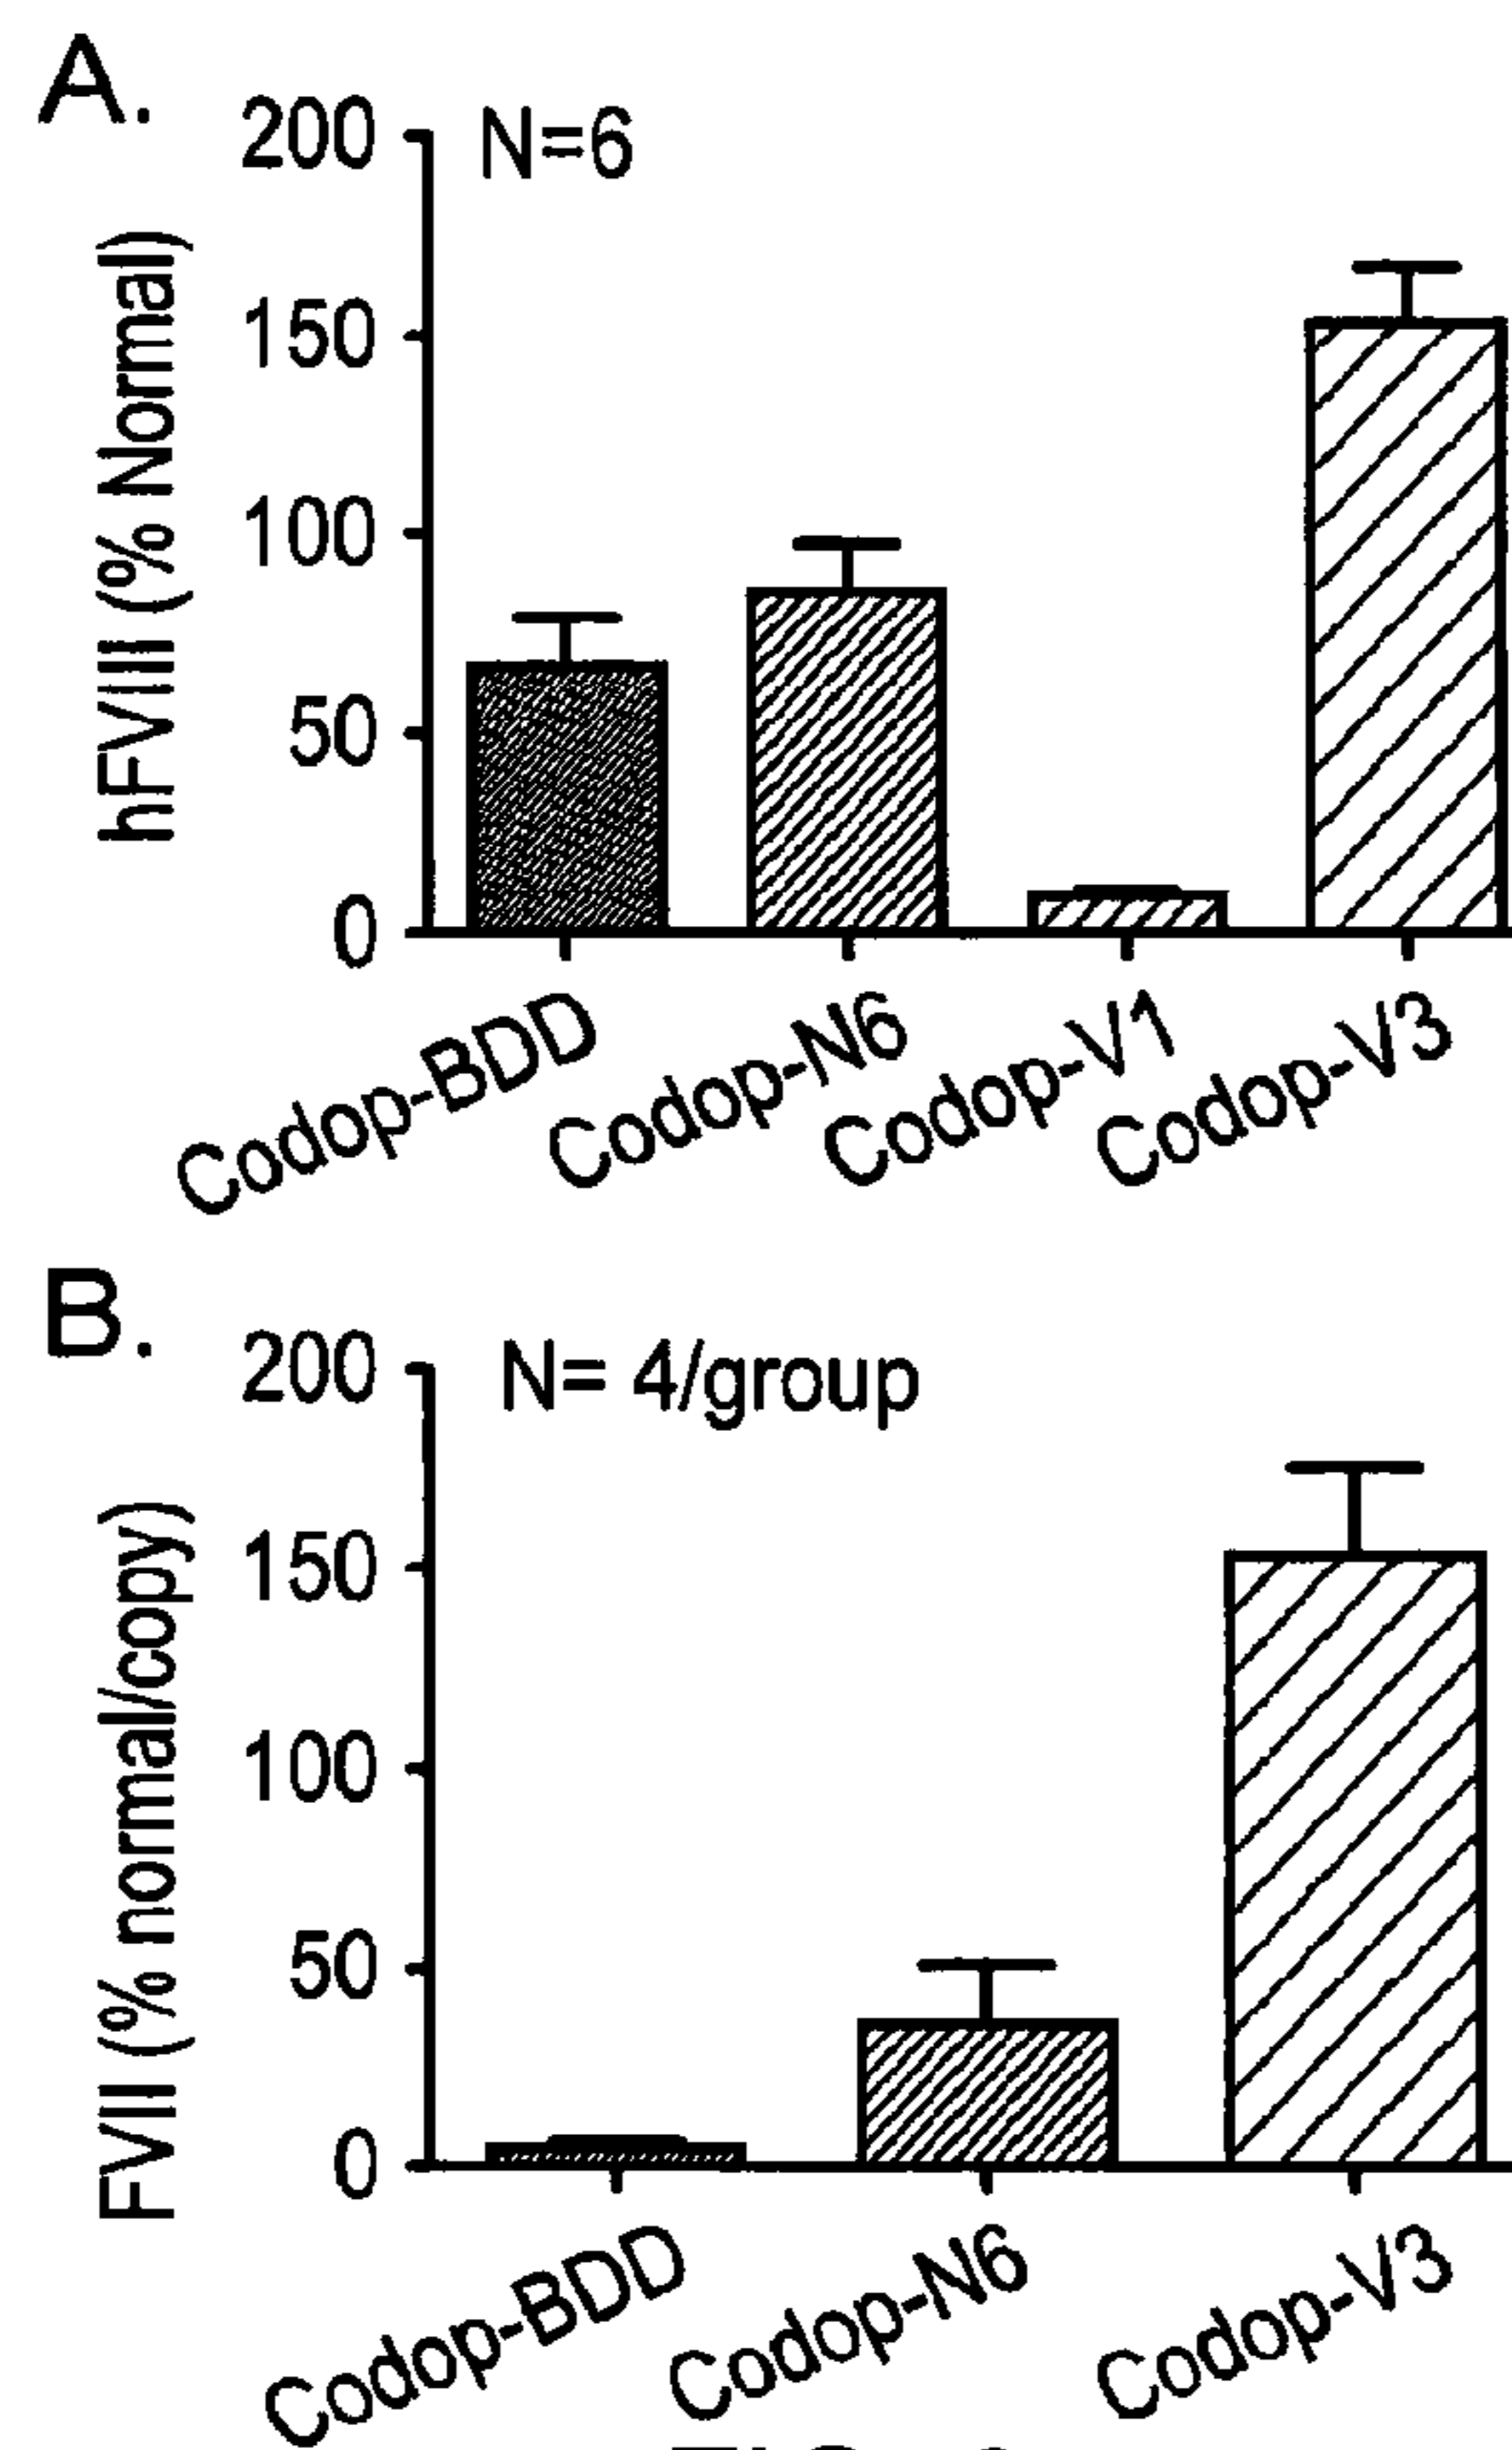 A.
N=6
hFVIII (% Normal)
200
150
100
50
0
Codop-BDD
Codop-N6
Codop-V1
Codop-V3
B.
N= 4/group
FVIII (% normal/copy)
200
150
100
50
0
Codop-BDD
Codop-N6
Codop-V3